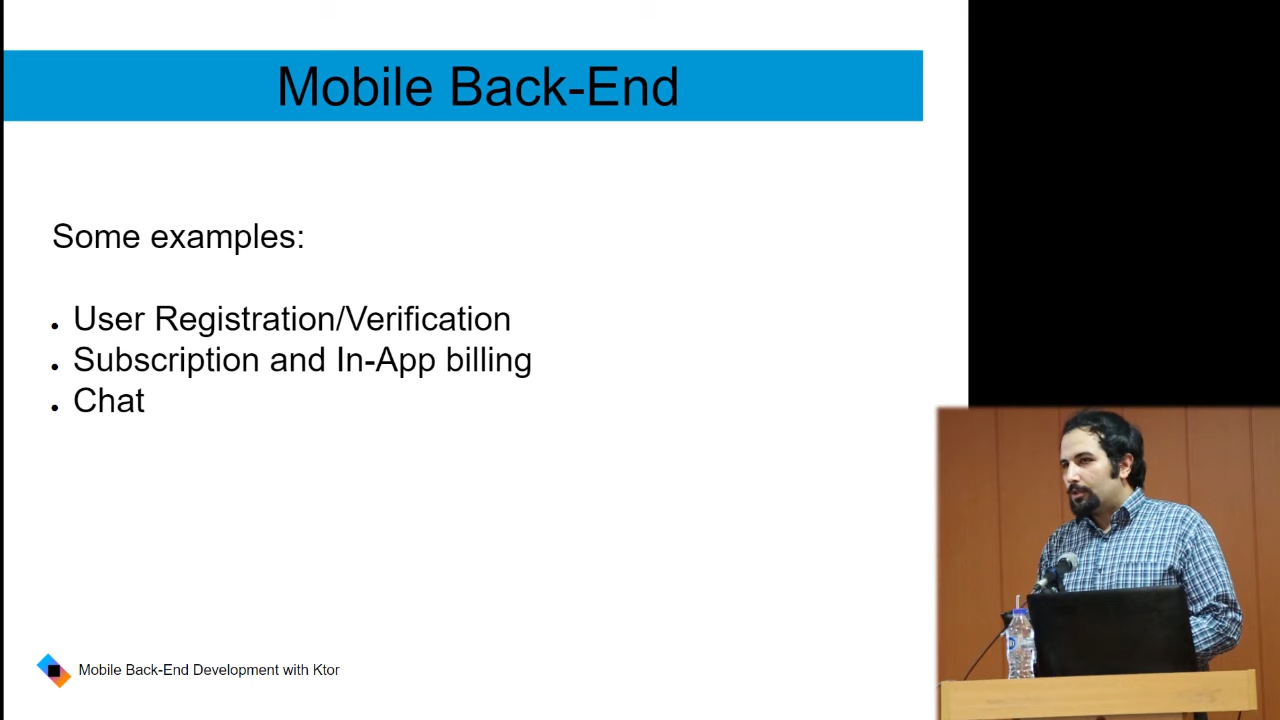 Mobile Back-End
Some examples:
• User Registration/Verification
• Subscription and In-App billing
• Chat
Mobile Back-End Development with Ktor